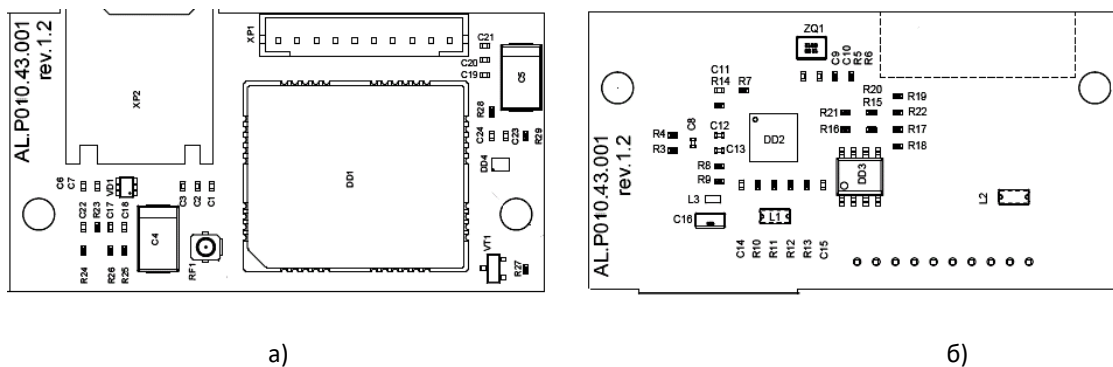 AL.P010.43.001
rev.1.2
XP2
XP1
C21
C20
C19
C5
R28
C24
C23
R29
DD4
DD1
C6
C7
VD1
C3
C2
C1
C22
R23
C17
C18
C4
RF1
R24
R26
R25
VT1
R27
а)
AL.P010.43.001
rev.1.2
ZQ1
C9
C10
R5
R6
C11
R14
R7
R20
R15
R19
R21
R22
R16
R17
R18
R4
R3
C8
C12
C13
DD2
R8
R9
DD3
L3
C16
L1
L2
C14
R10
R11
R12
R13
C15
б)